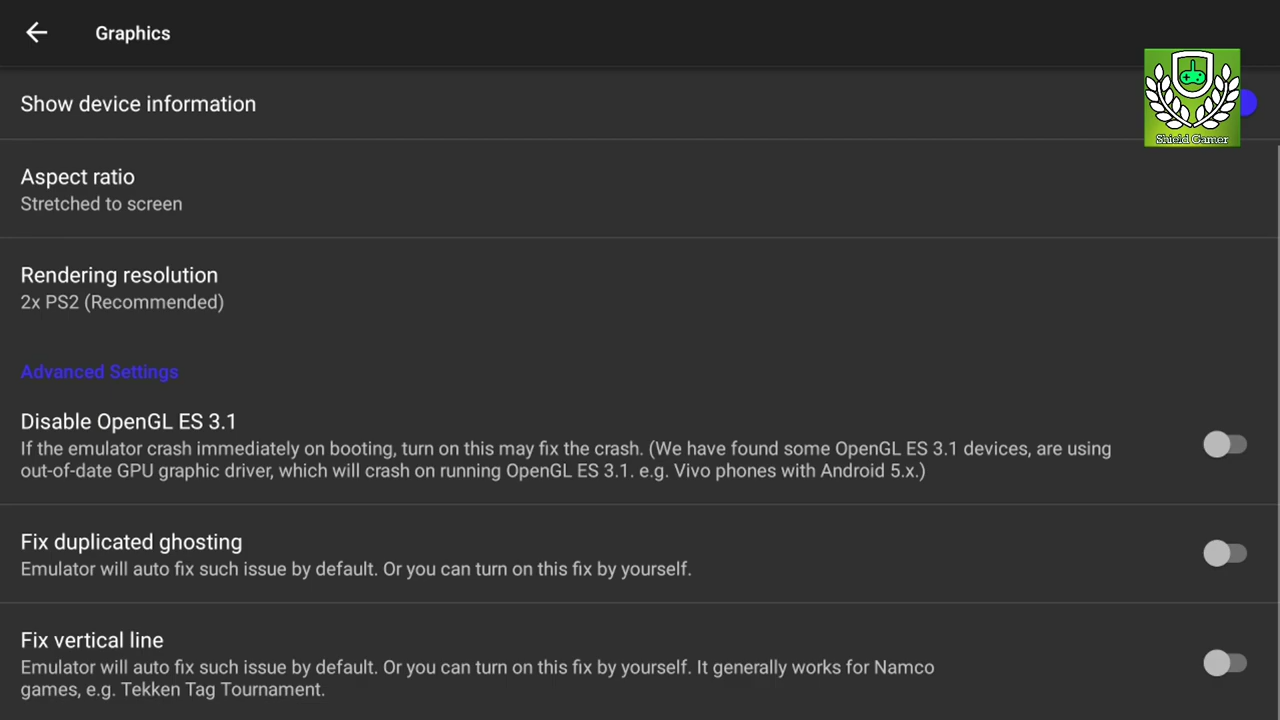 Graphics
Show device information
Shield Gamer
Aspect ratio
Stretched to screen
Rendering resolution
2x PS2 (Recommended)
Advanced Settings
Disable OpenGL ES 3.1
If the emulator crash immediately on booting, turn on this may fix the crash. (We have found some OpenGL ES 3.1 devices, are using
out-of-date GPU graphic driver, which will crash on running OpenGL ES 3.1. e.g. Vivo phones with Android 5.x.)
Fix duplicated ghosting
Emulator will auto fix such issue by default. Or you can turn on this fix by yourself.
Fix vertical line
Emulator will auto fix such issue by default. Or you can turn on this fix by yourself. It generally works for Namco
games, e.g. Tekken Tag Tournament.